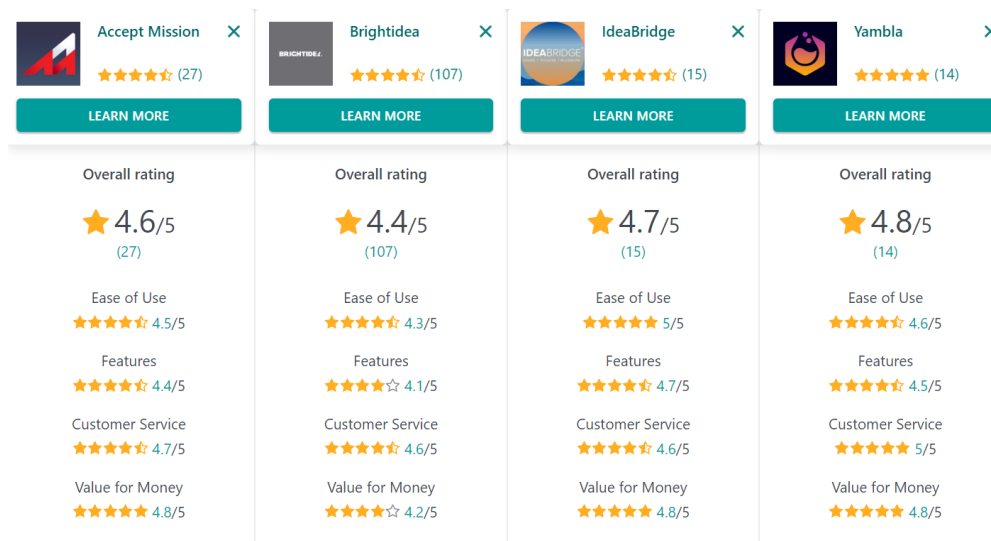 Accept Mission
(27)
LEARN MORE
Overall rating
4.6/5
(27)
Ease of Use
4.5/5
Features
4.4/5
Customer Service
4.7/5
Value for Money
4.8/5
BRIGHTIDEA
Brightidea
(107)
LEARN MORE
Overall rating
4.4/5
(107)
Ease of Use
4.3/5
Features
4.1/5
Customer Service
4.6/5
Value for Money
4.2/5
IDEABRIDGE
IdeaBridge
(15)
LEARN MORE
Overall rating
4.7/5
(15)
Ease of Use
5/5
Features
4.7/5
Customer Service
4.6/5
Value for Money
4.8/5
Yambla
(14)
LEARN MORE
Overall rating
4.8/5
(14)
Ease of Use
4.6/5
Features
4.5/5
Customer Service
5/5
Value for Money
4.8/5